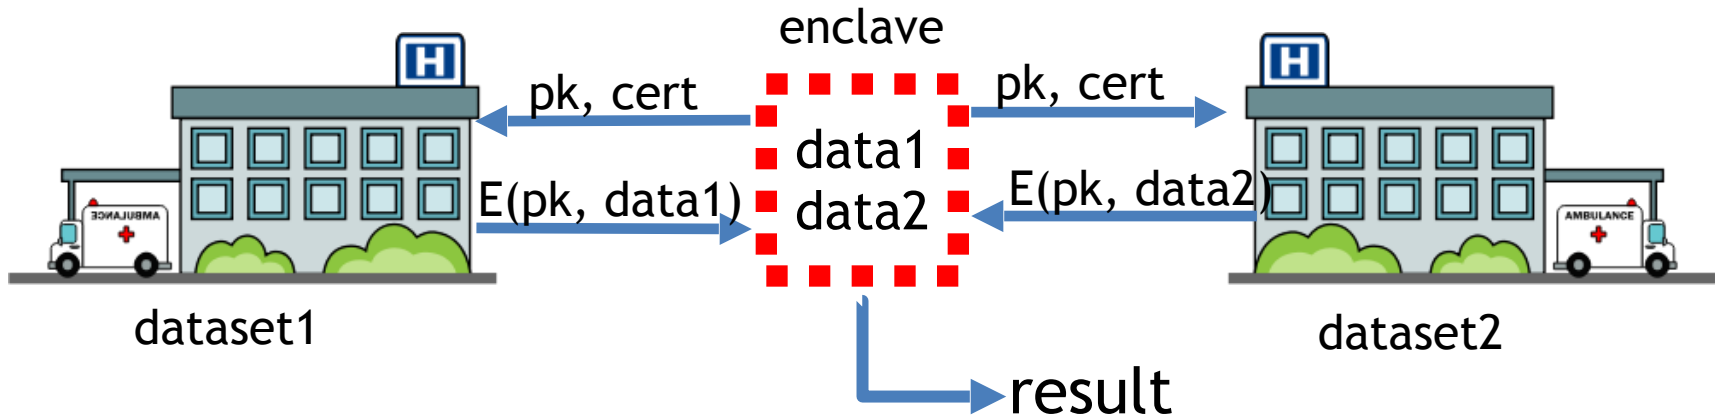 enclave
H
H
pk, cert
pk, cert
data1
data2
E(pk, data1)
E(pk, data2)
AMBULANCE
AMBULANCE
dataset1
dataset2
result